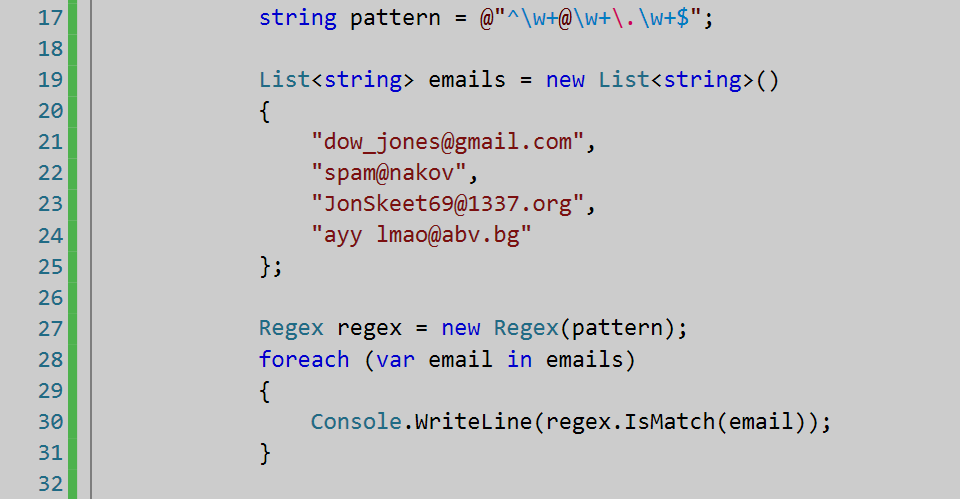 17 string pattern = @"^\w+@\w+\.\w+$";
18
19 List<string> emails = new List<string>()
20 {
21 "dow_jones@gmail.com",
22 "spam@nakov",
23 "JonSkeet69@1337.org",
24 "ayy lmao@abv.bg"
25 };
26
27 Regex regex = new Regex(pattern);
28 foreach (var email in emails)
29 {
30 Console.WriteLine(regex.IsMatch(email));
31 }
32